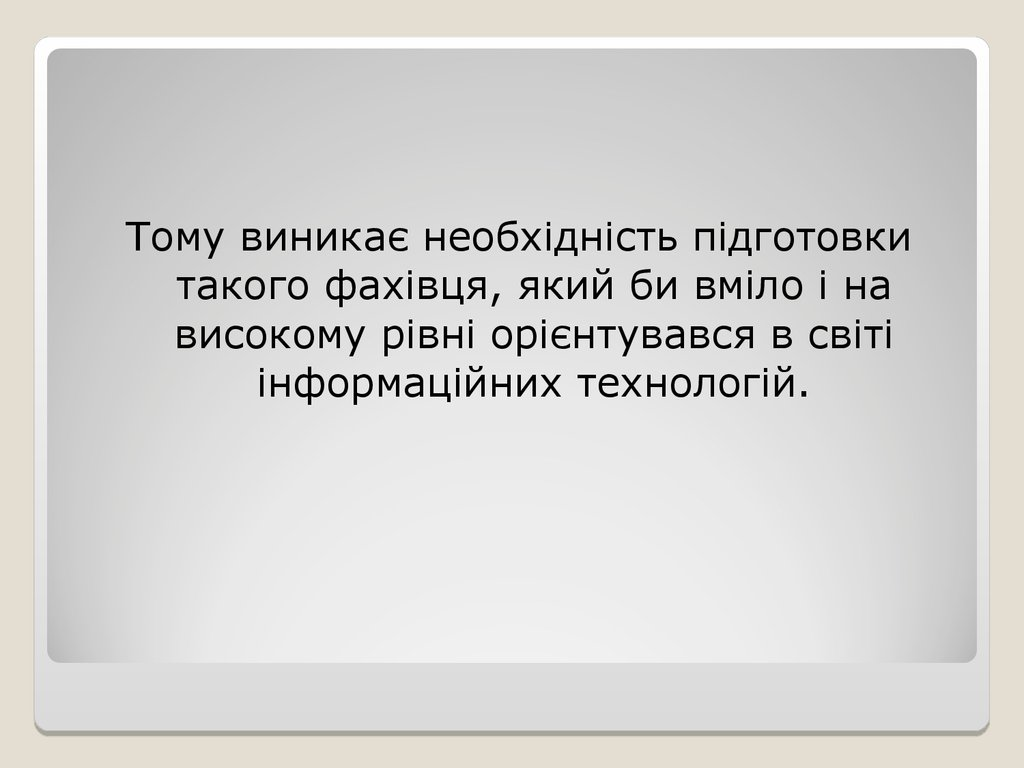 Тому виникає необхідність підготовки
такого фахівця, який би вміло і на
високому рівні орієнтувався в світі
інформаційних технологій.